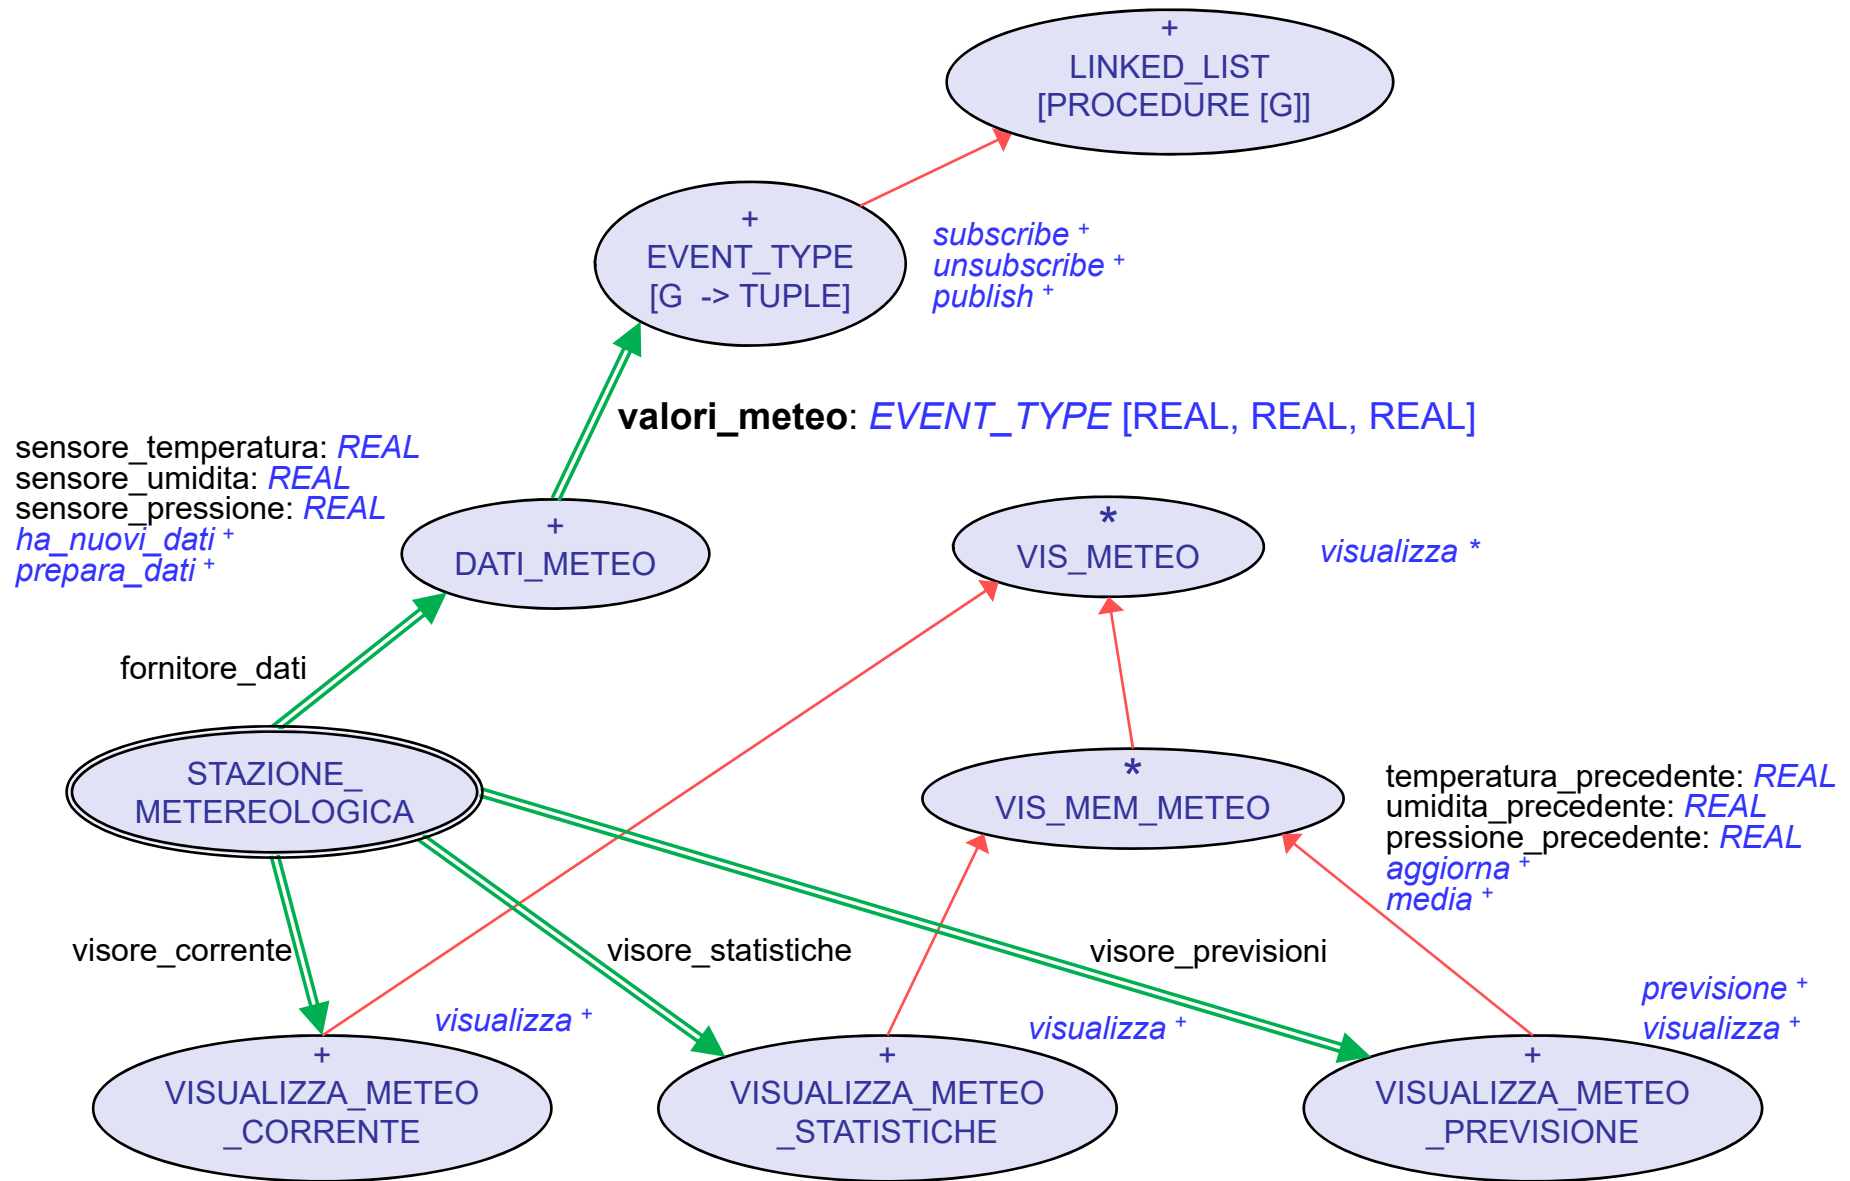 +
LINKED_LIST
[PROCEDURE [G]]
+
EVENT_TYPE
[G -> TUPLE]
subscribe +
unsubscribe +
publish +
valori_meteo: EVENT_TYPE [REAL, REAL, REAL]
sensore_temperatura: REAL
sensore_umidita: REAL
sensore_pressione: REAL
ha_nuovi_dati +
prepara_dati +
+
DATI_METEO
*
VIS_METEO
visualizza *
fornitore_dati
STAZIONE_
METEREOLOGICA
*
VIS_MEM_METEO
temperatura_precedente: REAL
umidita_precedente: REAL
pressione_precedente: REAL
aggiorna +
media +
visore_corrente
visore_statistiche
visore_previsioni
visualizza +
visualizza +
previsione +
visualizza +
+
VISUALIZZA_METEO
_CORRENTE
+
VISUALIZZA_METEO
_STATISTICHE
+
VISUALIZZA_METEO
_PREVISIONE